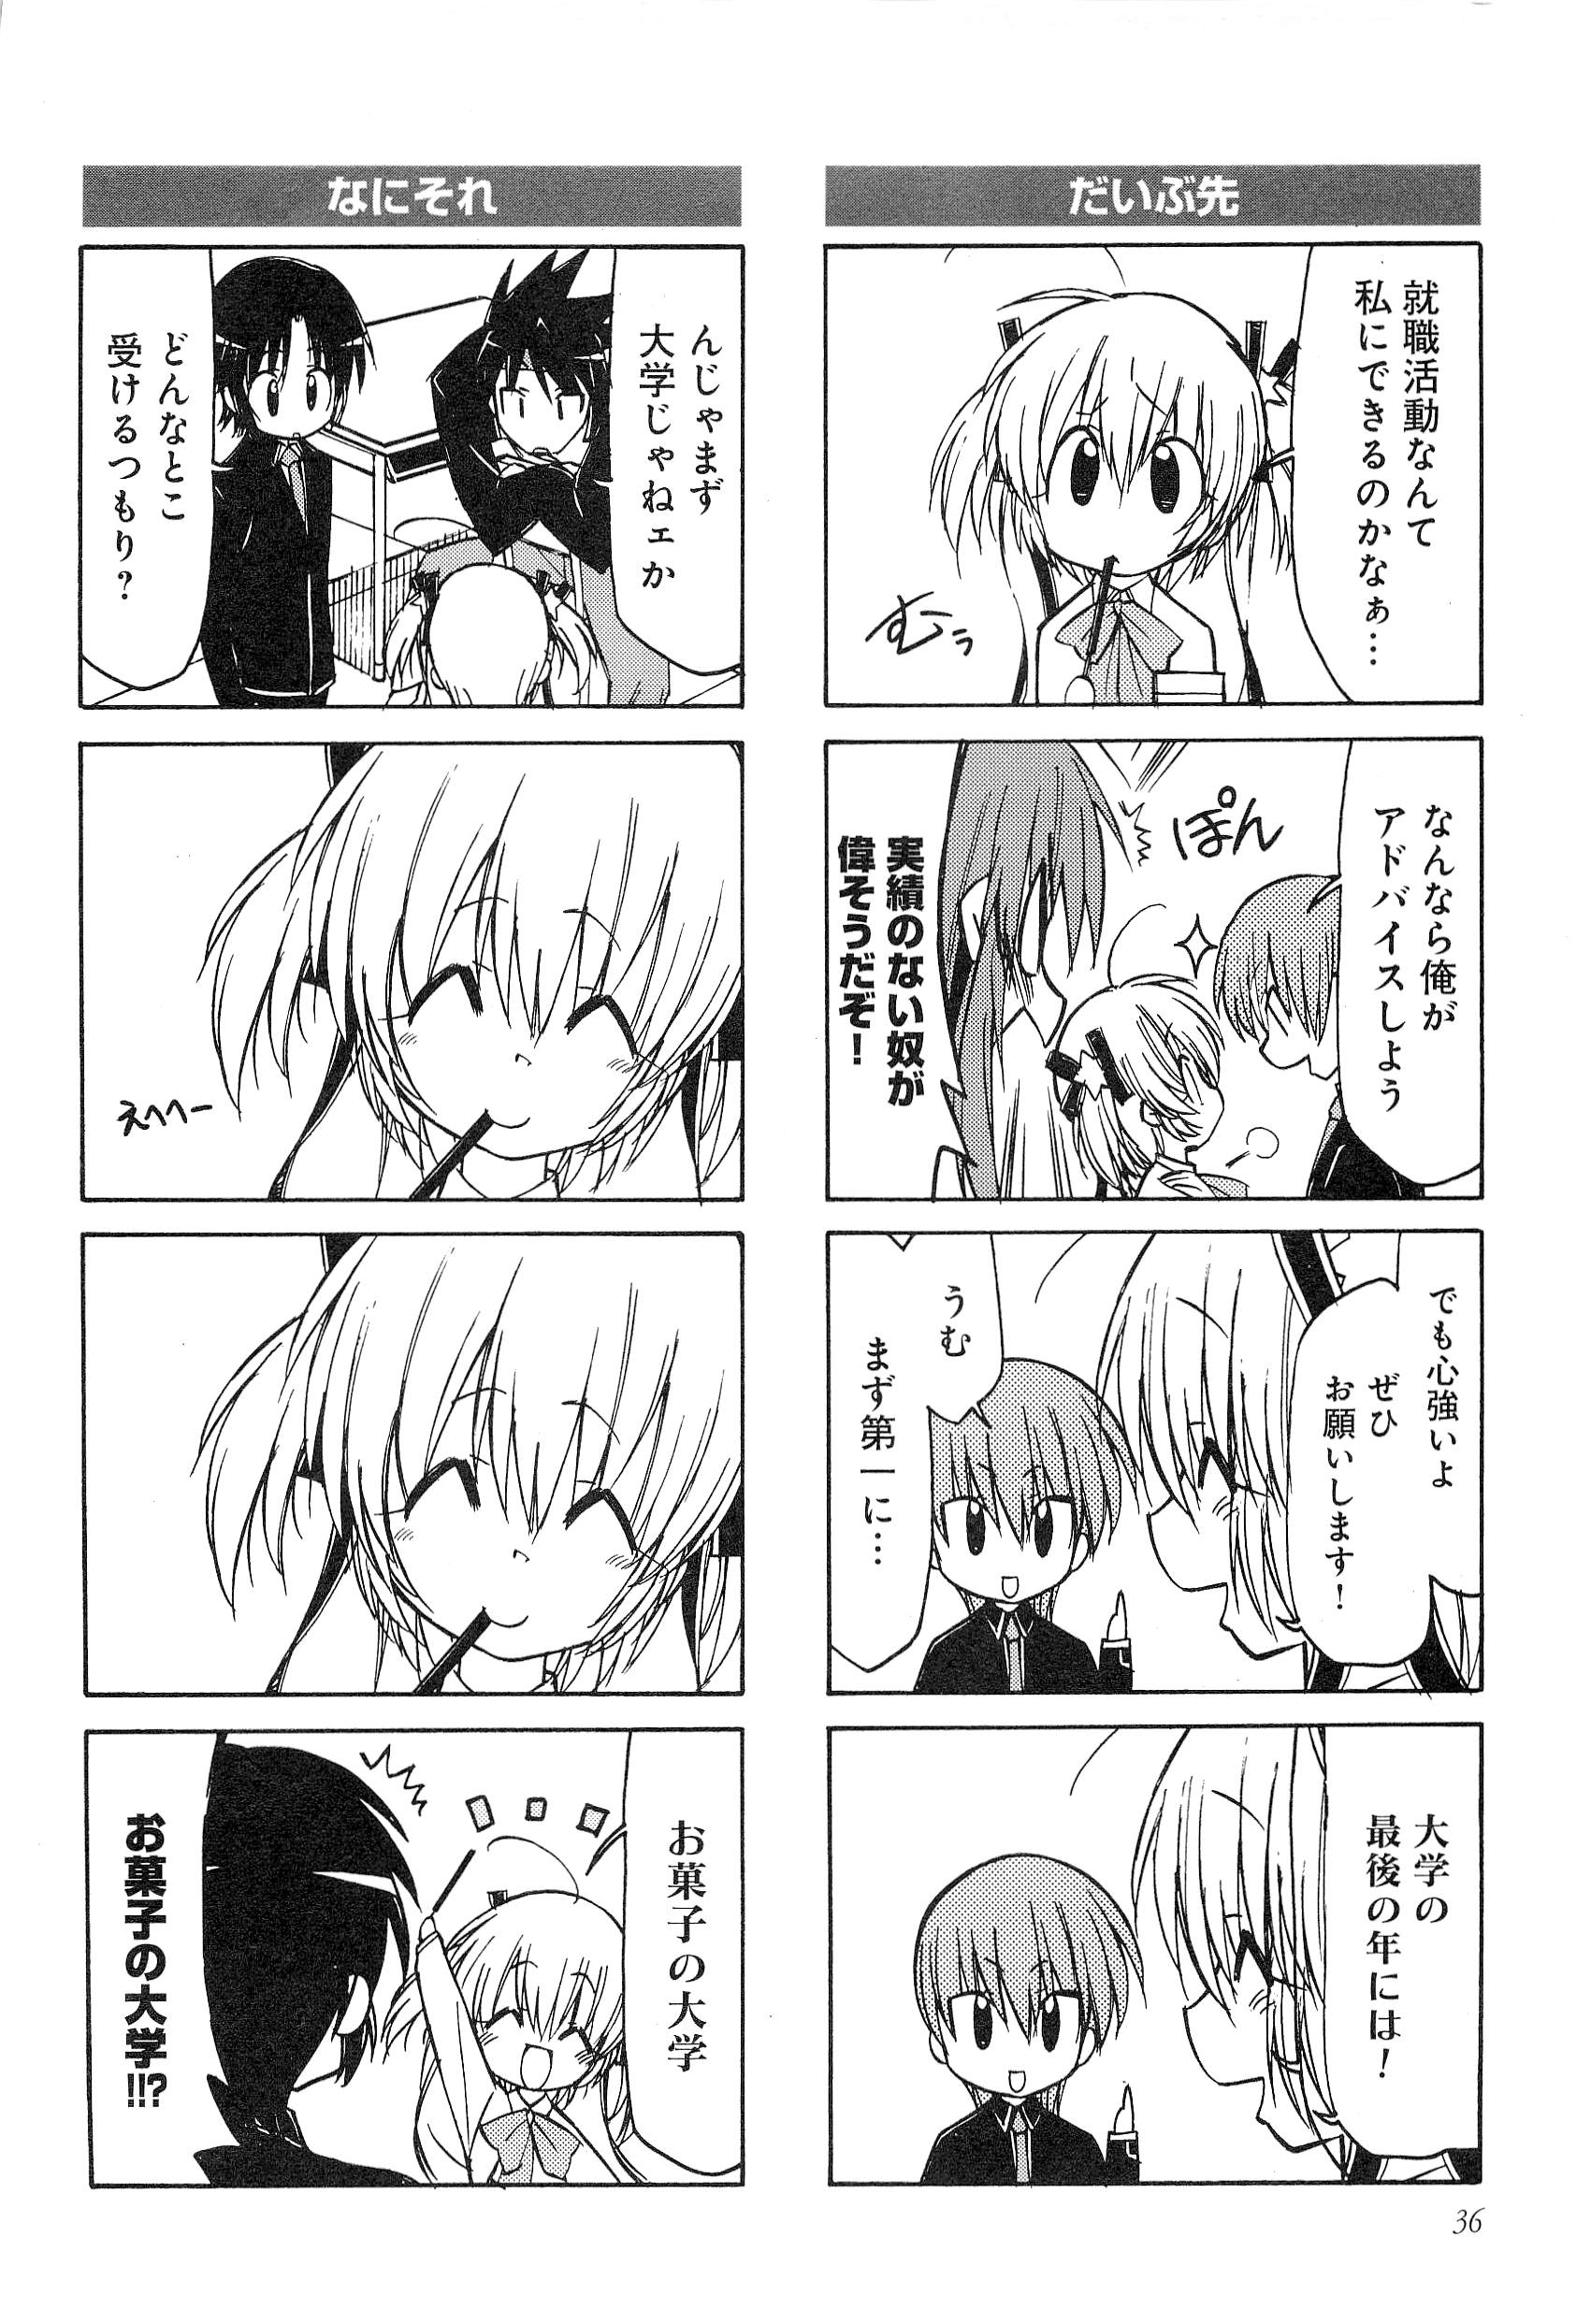 だいぶ先
就職活動なんて
私にできるのかなぁ…
むぅ
なんなら俺が
アドバイスしよう
ぽん
実績のない奴が
偉そうだぞ！
でも心強いよ
ぜひ
お願いします！
うむ
まず第一に…
大学の
最後の年には！
なにそれ
んじゃまず
大学じゃねェか
どんなとこ
受けるつもり？
えへへー
お菓子の大学
お菓子の大学!!?
36